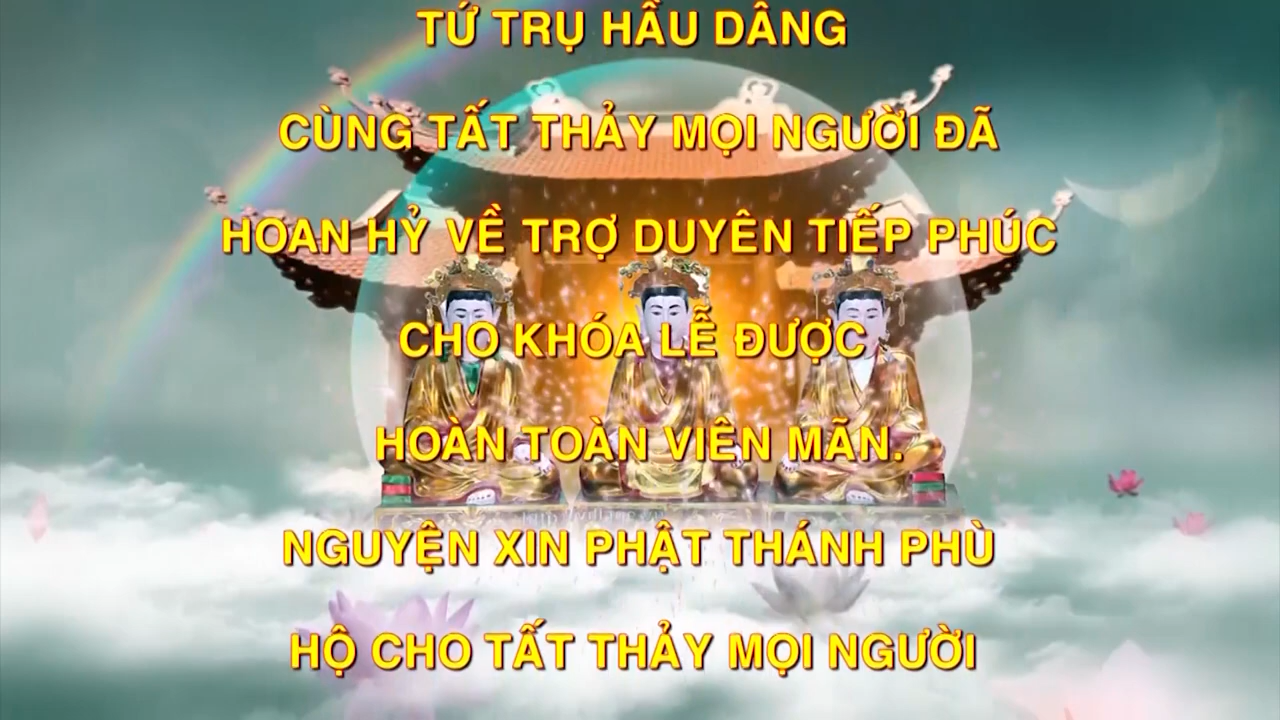 TỨ TRỤ HẦU DÂNG
CÙNG TẤT THẢY MỌI NGƯỜI ĐÃ
HOAN HỶ VỀ TRỢ DUYÊN TIẾP PHÚC
CHO KHÓA LỄ ĐƯỢC
HOÀN TOÀN VIÊN MÃN.
NGUYỆN XIN PHẬT THÁNH PHÙ
HỘ CHO TẤT THẢY MỌI NGƯỜI